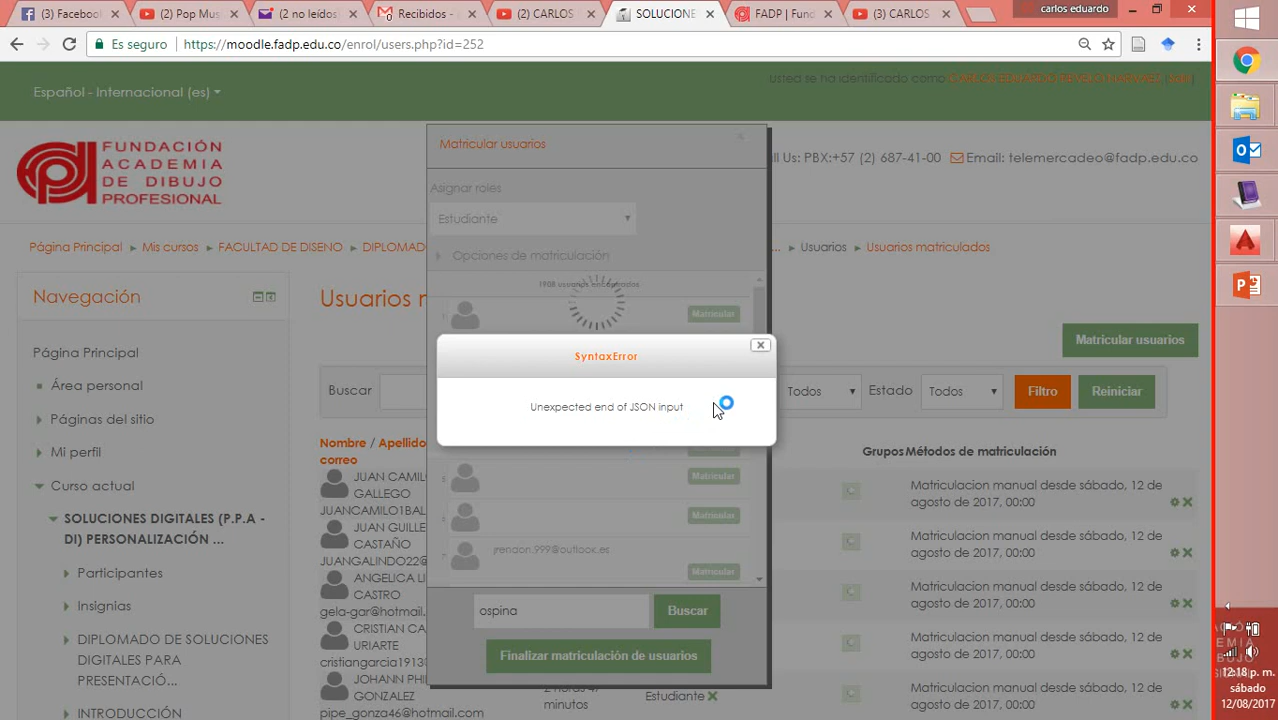 (3) Facebook
(2) Pop Mus
(2 no leídos)
Recibidos -
(2) CARLOS
SOLUCIONE
FADP | Fund
(3) CARLOS
carlos eduardo
Es seguro
https://moodle.fadp.edu.co/enrol/users.php?id=252
Usted se ha identificado como
Español - Internacional (es)
FUNDACIÓN
ACADEMIA
DE DIBUJO
PROFESIONAL
ll Us: PBX:+57 (2) 687-41-00
Email: telemercadeo@fadp.edu.co
Matricular usuarios
Asignar roles
Estudiante
Opciones de matriculación
1908 usuarios encontrados
Matricular
Página Principal
Mis cursos
FACULTAD DE DISENO
DIPLOMADO
...
Usuarios
Usuarios matriculados
Navegación
Usuarios
Matricular usuarios
Página Principal
Área personal
Páginas del sitio
Mi perfil
Curso actual
SOLUCIONES DIGITALES (P.P.A -
DI) PERSONALIZACIÓN ...
Participantes
Insignias
DIPLOMADO DE SOLUCIONES
DIGITALES PARA
PRESENTACIÓ...
INTRODUCCIÓN
Buscar
Todos
Estado
Todos
Filtro
Reiniciar
SyntaxError
Unexpected end of JSON input
Nombre / Apellido
correo
Grupos
Métodos de matriculación
JUAN CAMIL
GALLEGO
JUANCAMILO1BAL
JUAN GUILLE
CASTAÑO
JUANGALINDO22@
ANGELICA LI
CASTRO
gela-gar@hotmail.
CRISTIAN CA
URIARTE
cristiangarcia1913
JOHANN PHI
GONZALEZ
pipe_gonza46@hotmail.com
Matriculacion manual desde sábado, 12 de
agosto de 2017, 00:00
Matriculacion manual desde sábado, 12 de
agosto de 2017, 00:00
Matriculacion manual desde sábado, 12 de
agosto de 2017, 00:00
Matriculacion manual desde sábado, 12 de
agosto de 2017, 00:00
Matriculacion manual desde sábado, 12 de
agosto de 2017, 00:00
Matricular
Matricular
jrendon.999@outlook.es
Matricular
ospina
Buscar
Finalizar matriculación de usuarios
2 horas 47
minutos
Estudiante
12:18 p. m.
sábado
12/08/2017